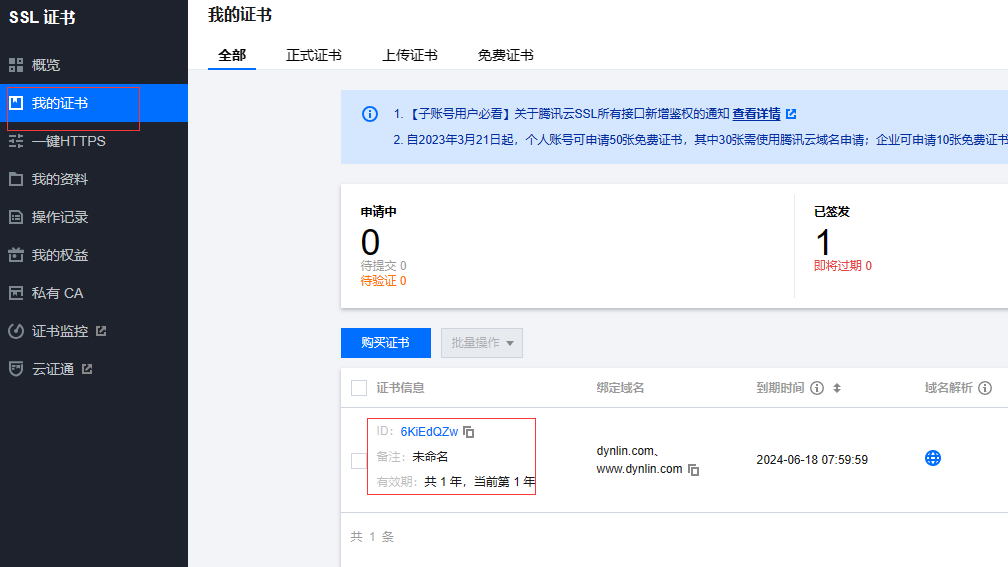 SSL 证书
概览
我的证书
一键HTTPS
我的资料
操作记录
我的权益
私有 CA
证书监控
云证通
我的证书
全部 正式证书 上传证书 免费证书
1. 【子账号用户必看】关于腾讯云SSL所有接口新增鉴权的通知 查看详情
2. 自2023年3月21日起，个人账号可申请50张免费证书，其中30张需使用腾讯云域名申请；企业可申请10张免费证书
申请中
0
待提交 0
待验证 0
已签发
1
即将过期 0
购买证书 批量操作
证书信息 绑定域名 到期时间 域名解析
ID: 6KiEdQZw
备注: 未命名
有效期: 共 1 年，当前第 1 年
dynlin.com、
www.dynlin.com
2024-06-18 07:59:59
共 1 条